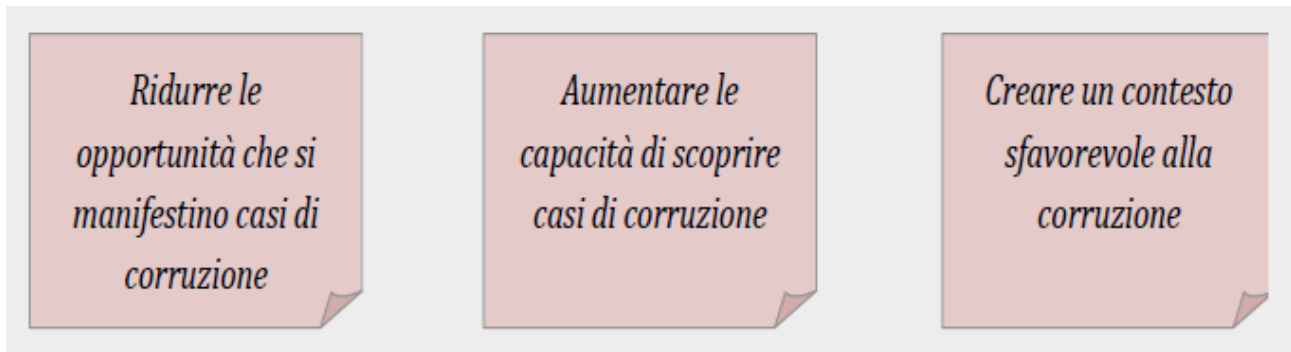 Ridurre le
opportunità che si
manifestino casi di
corruzione
Aumentare le
capacità di scoprire
casi di corruzione
Creare un contesto
sfavorevole alla
corruzione